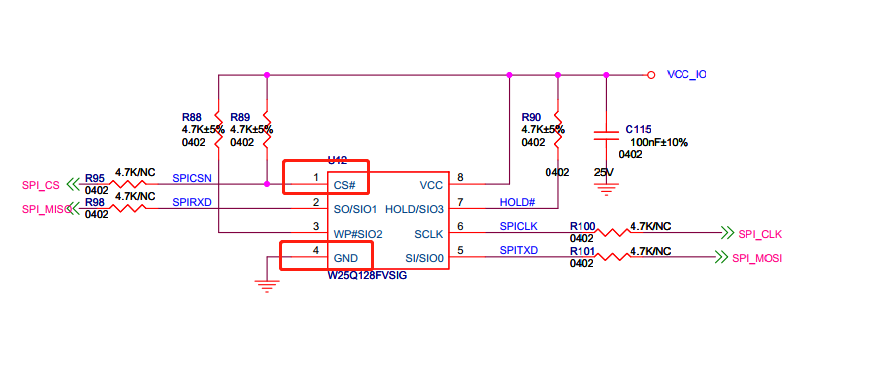 VCC_IO
R88
4.7K±5%
0402
R89
4.7K±5%
R90
4.7K±5%
0402
0402
C115
100nF±10%
0402
25V
U12
SPI_CS
R95
0402
4.7K/NC
SPICSN
1
CS#
VCC
8
SPI_MISO
R98
0402
4.7K/NC
SPIRXD
2
SO/SIO1
HOLD/SIO3
7
HOLD#
3
WP#SIO2
SCLK
6
SPICLK
R100
0402
4.7K/NC
SPI_CLK
4
GND
SI/SIO0
5
SPITXD
R101
0402
4.7K/NC
SPI_MOSI
W25Q128FVSIG